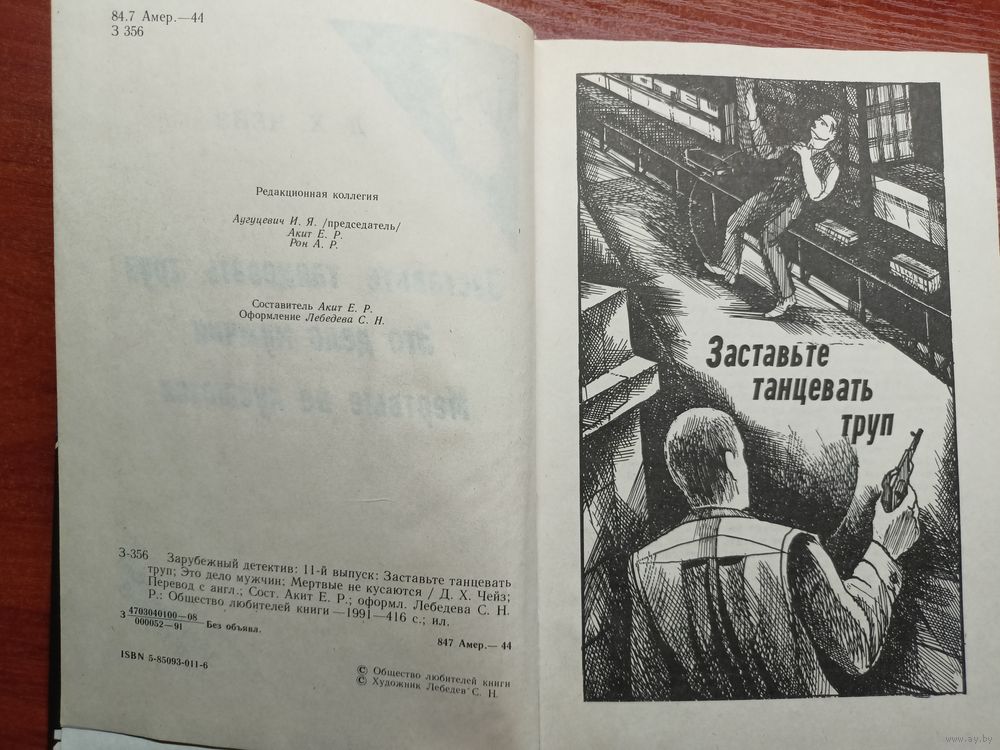 84.7 Амер.—44
З 356
Редакционная коллегия
Аугуцевич И. Я. /председатель/
Акит Е. Р.
Рон А. Р.
Составитель Акит Е. Р.
Оформление Лебедева С. Н.
З-356 Зарубежный детектив: 11-й выпуск: Заставьте танцевать
труп; Это дело мужчин; Мертвые не кусаются / Д. Х. Чейз;
Перевод с англ.; Сост. Акит Е. Р.; оформл. Лебедева С. Н.
Р.: Общество любителей книги—1991—416 с.; ил.
З 4703040100—08
000052—91 Без объявл.
847 Амер.— 44
ISBN 5-85093-011-6
© Общество любителей книги
© Художник Лебедев С. Н.
Заставьте
танцевать
труп
www.ay.by